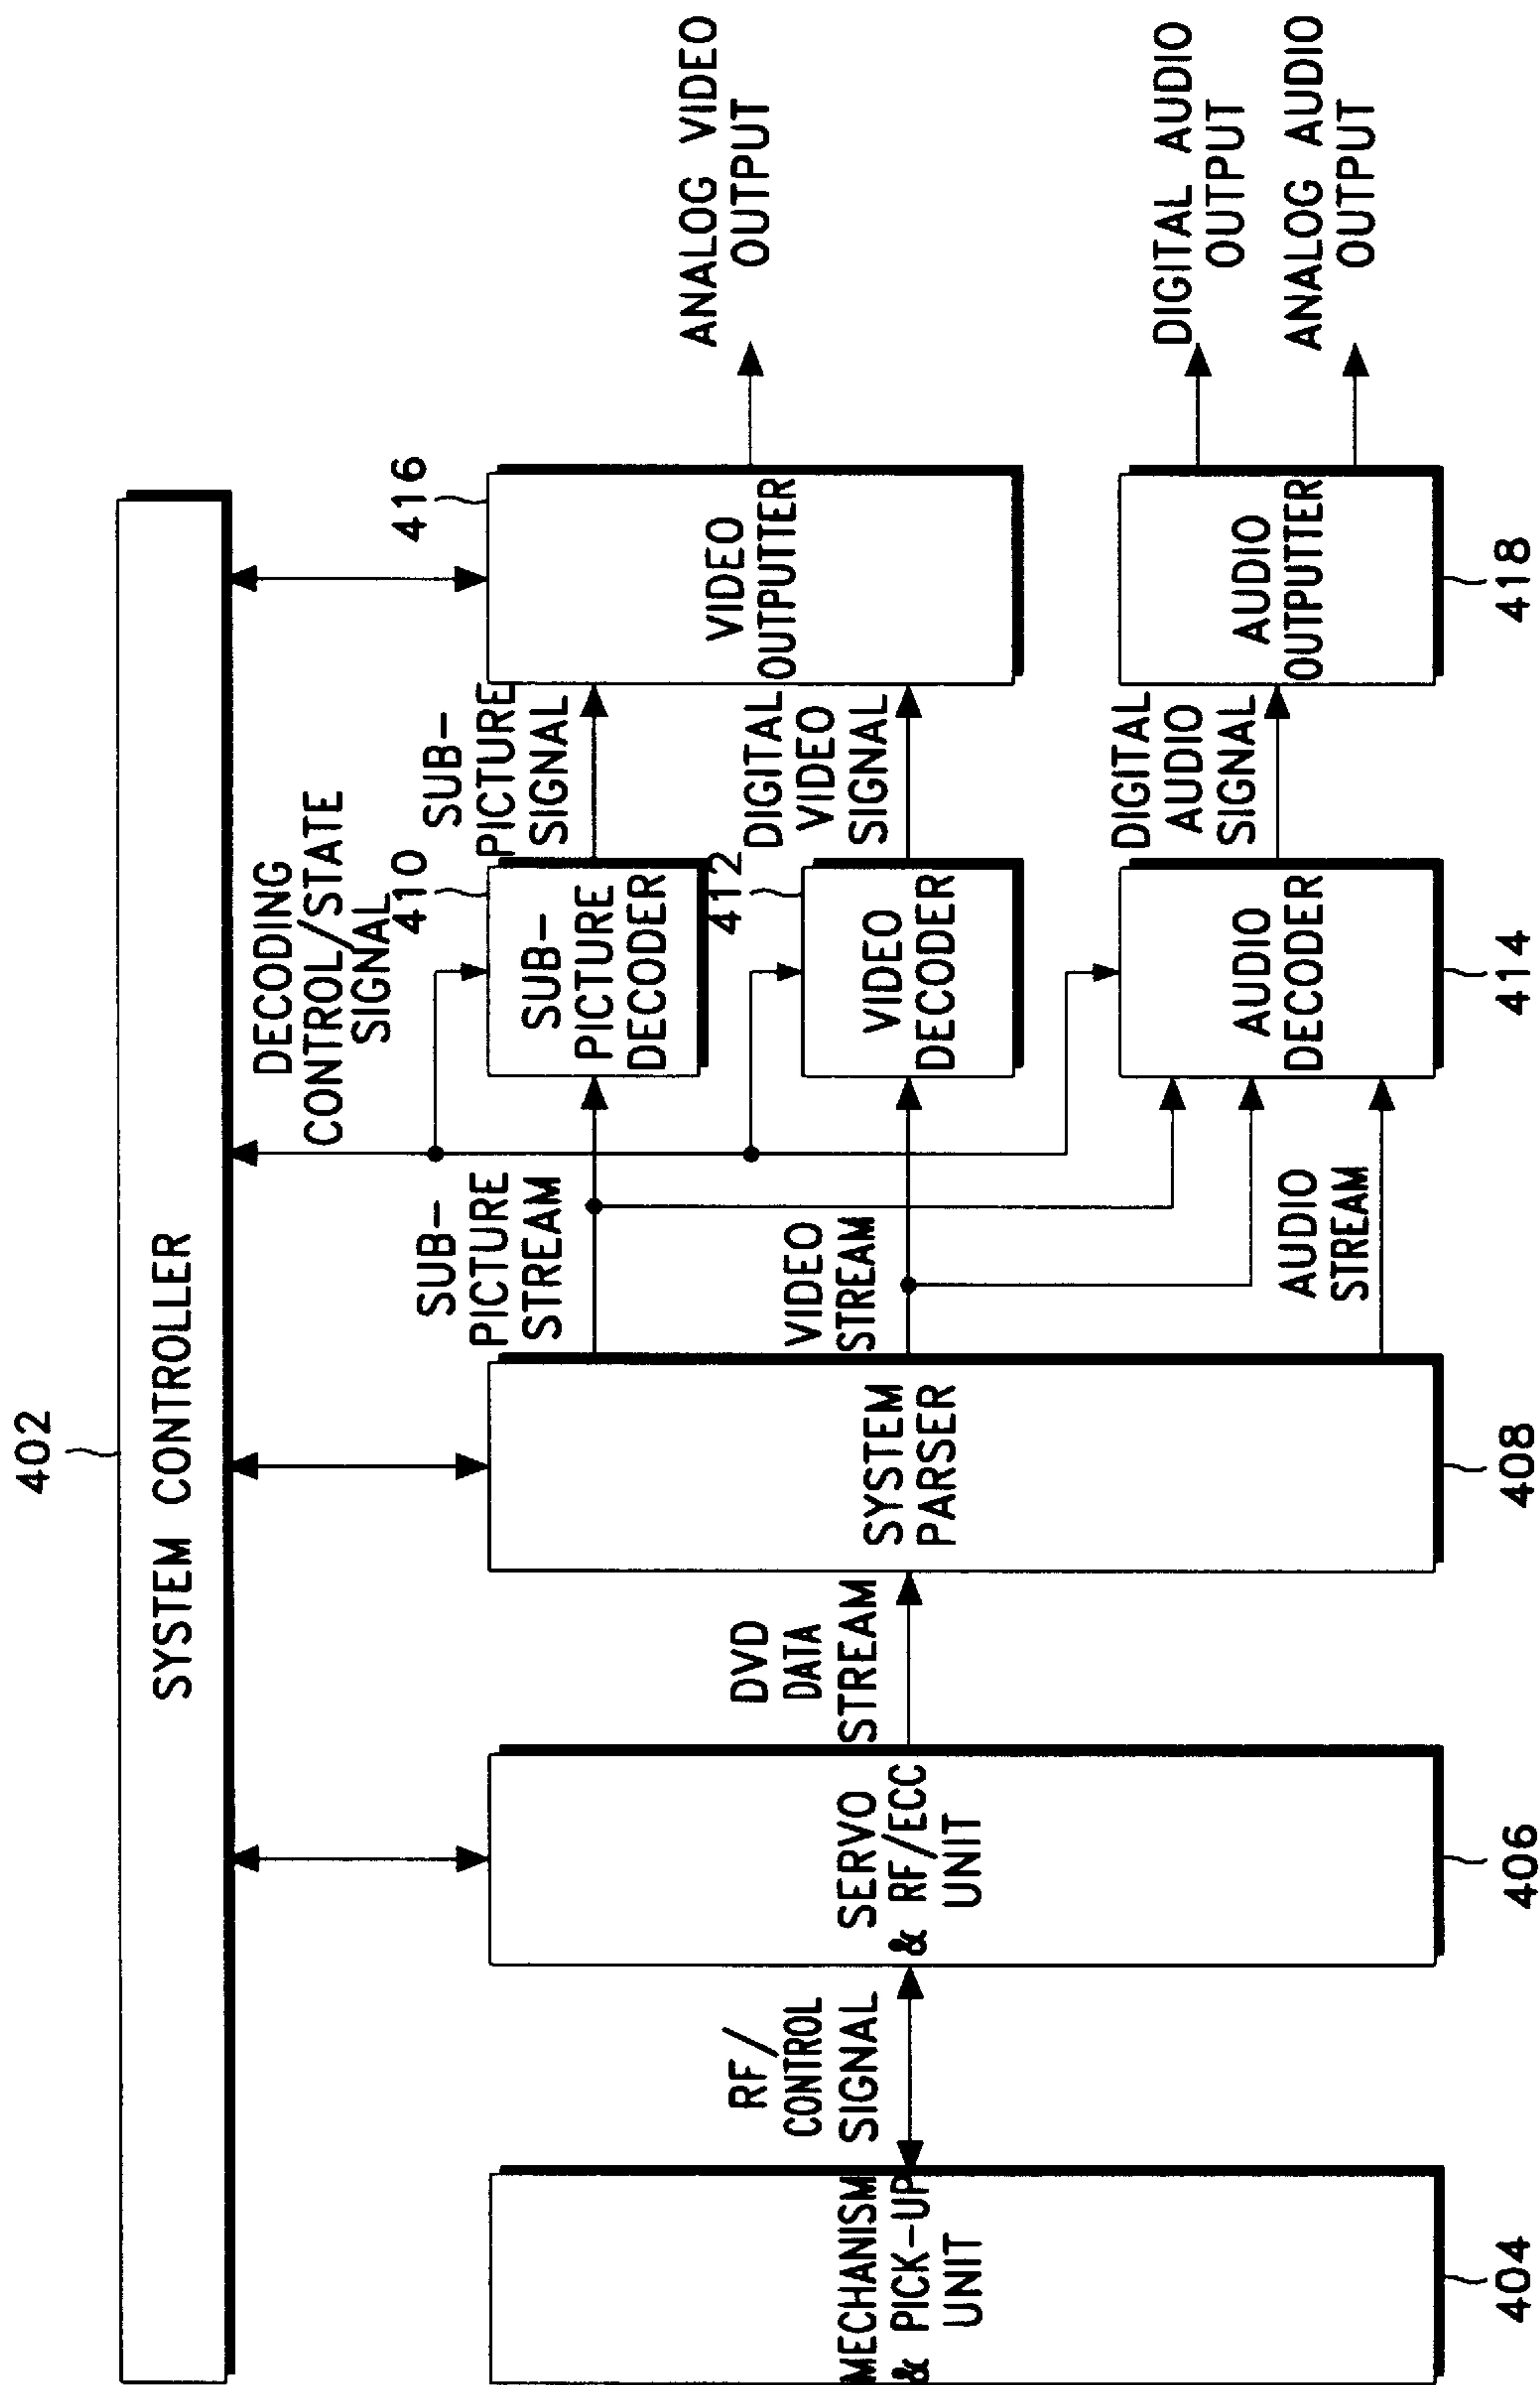 402
SYSTEM CONTROLLER
DECODING
CONTROL/STATE
SIGNAL
MECHANISM
& PICK-UP
UNIT
404
RF/
CONTROL
SIGNAL
SERVO
& RF/ECC
UNIT
406
DVD
DATA
STREAM
SYSTEM
PARSER
408
SUB-
PICTURE
STREAM
VIDEO
STREAM
AUDIO
STREAM
410
SUB-
PICTURE
DECODER
412
VIDEO
DECODER
AUDIO
DECODER
414
SUB-
PICTURE
SIGNAL
DIGITAL
VIDEO
SIGNAL
DIGITAL
AUDIO
SIGNAL
416
VIDEO
OUTPUTTER
AUDIO
OUTPUTTER
418
ANALOG VIDEO
OUTPUT
DIGITAL AUDIO
OUTPUT
ANALOG AUDIO
OUTPUT